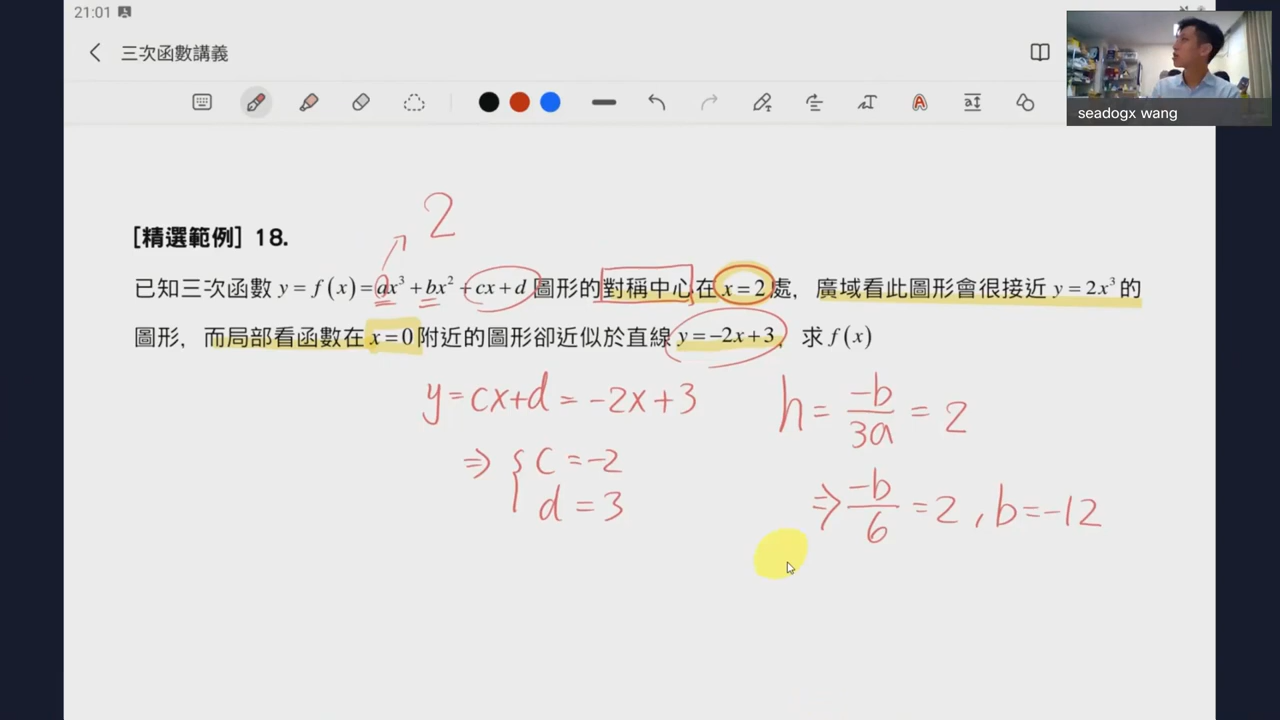 21:01
三次函數講義
seadogx wang
2
[精選範例] 18.
已知三次函數 y = f(x) = ax³ + bx² + cx + d 圖形的對稱中心在 x = 2 處，廣域看此圖形會很接近 y = 2x³ 的
圖形，而局部看函數在 x = 0 附近的圖形卻近似於直線 y = −2x + 3，求 f(x)
y = cx+d = -2x+3
⇒ { c = -2
d = 3
h = -b/3a = 2
⇒ -b/6 = 2 , b = -12